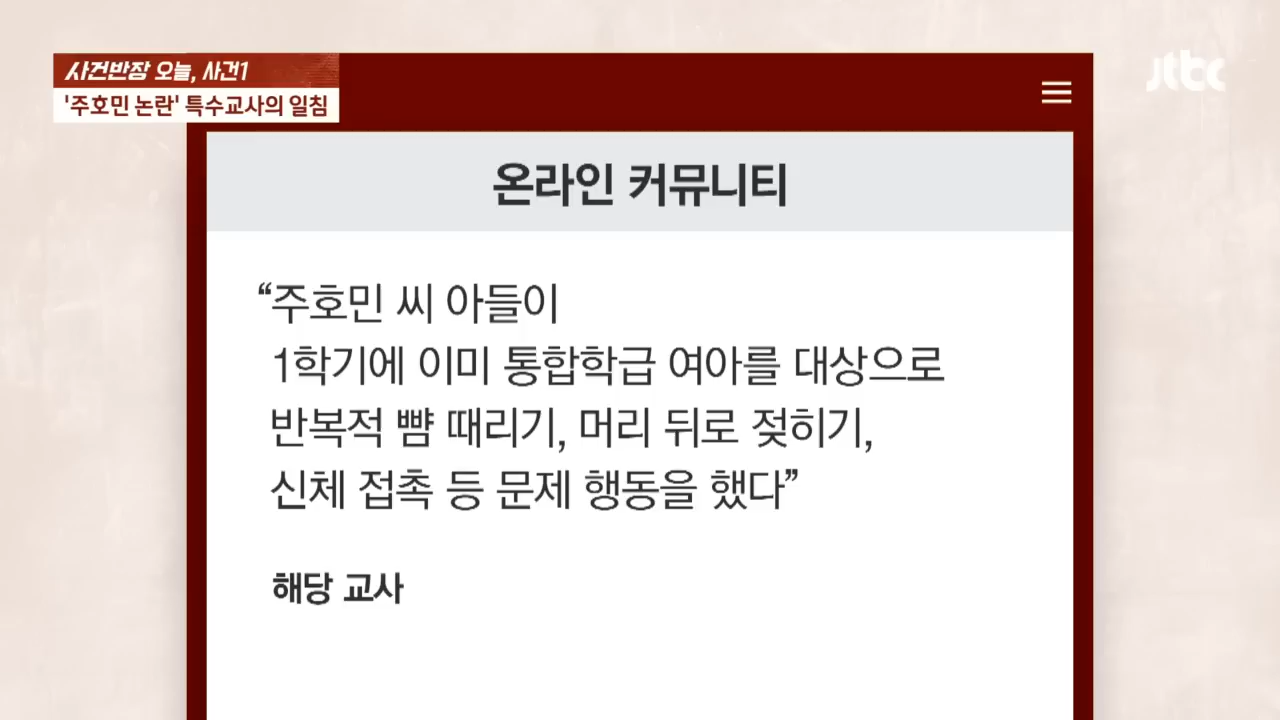 사건반장 오늘, 사건1
'주호민 논란' 특수교사의 일침
jtbc
온라인 커뮤니티
“주호민 씨 아들이
1학기에 이미 통합학급 여아를 대상으로
반복적 뺨 때리기, 머리 뒤로 젖히기,
신체 접촉 등 문제 행동을 했다”
해당 교사